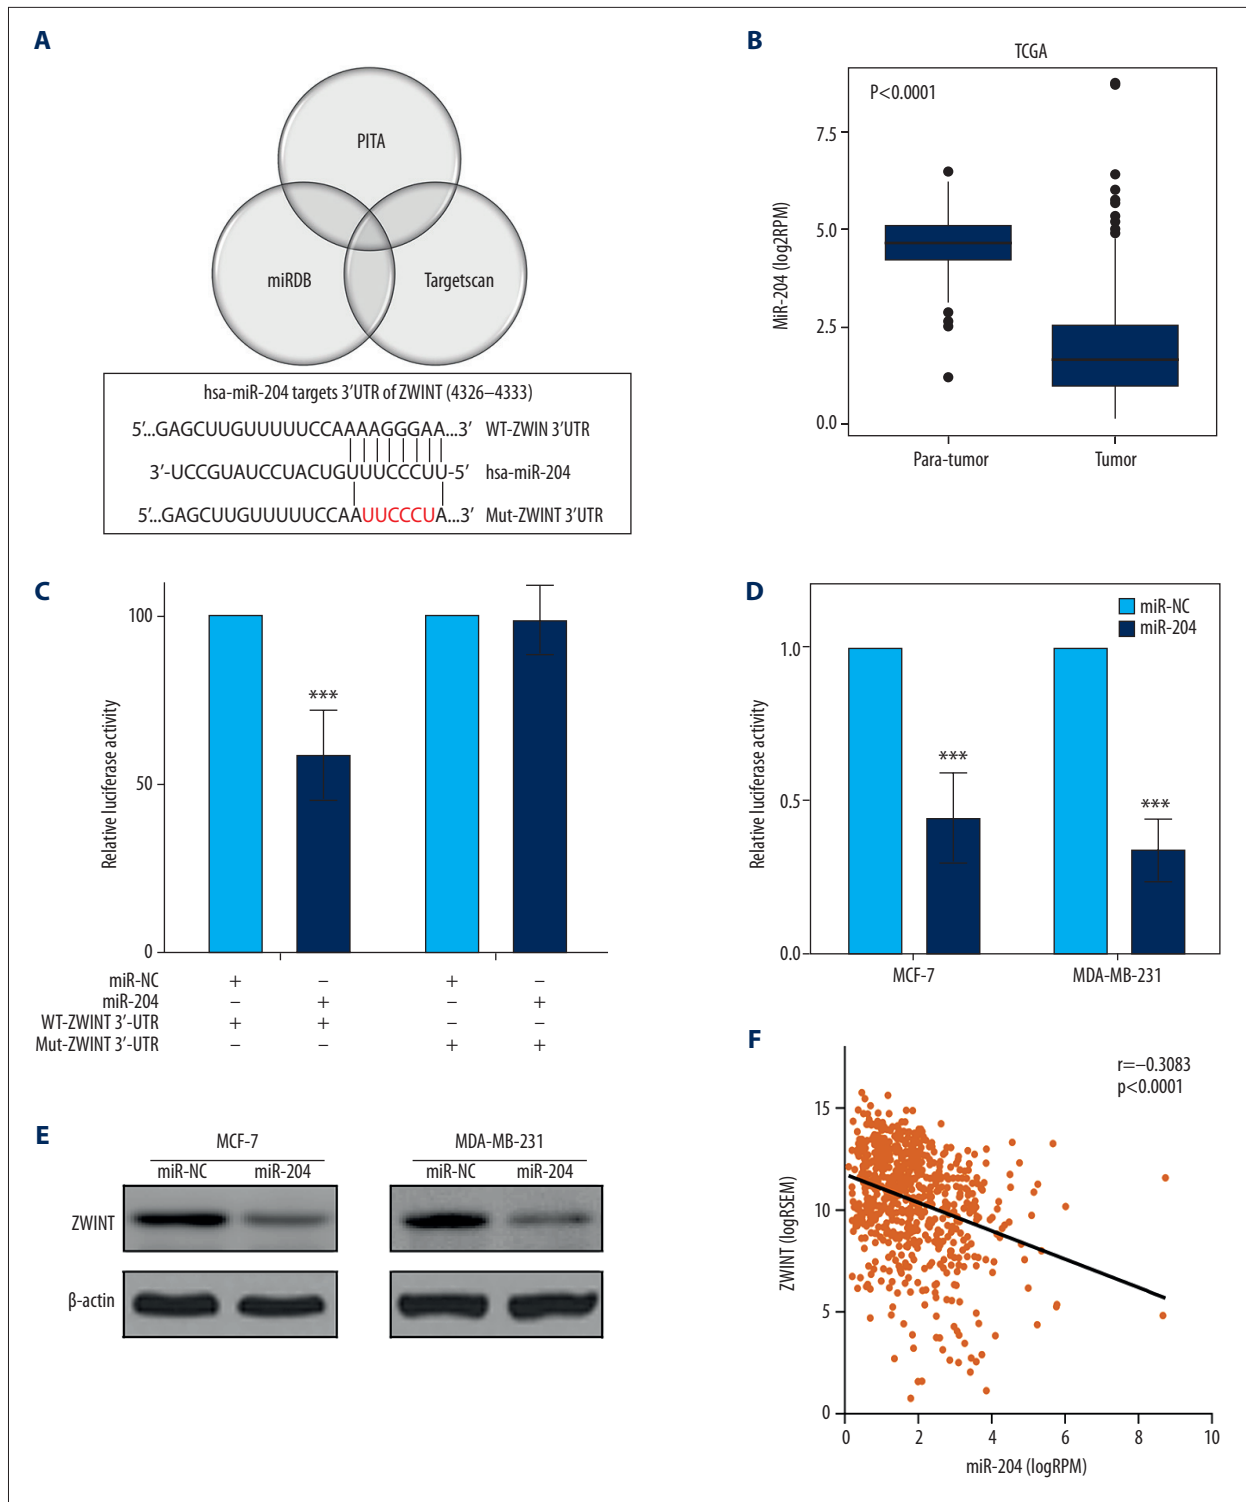 A
PITA
miRDB
Targetscan
hsa-miR-204 targets 3'UTR of ZWINT (4326–4333)
5'...GAGCUUGUUUUUCCAAAAGGGAA...3' WT-ZWIN 3'UTR
3'-UCCGUAUCCUACUGUUUCCCUU-5' hsa-miR-204
5'...GAGCUUGUUUUUCCAAUUCCCUA...3' Mut-ZWINT 3'UTR
B
TCGA
P<0.0001
MiR-204 (log2RPM)
7.5
5.0
2.5
0.0
Para-tumor
Tumor
C
Relative luciferase activity
100
50
0
***
miR-NC + – + –
miR-204 – + – +
WT-ZWINT 3'-UTR + + – –
Mut-ZWINT 3'-UTR – – + +
D
miR-NC
miR-204
Relative luciferase activity
1.0
0.5
0.0
***
***
MCF-7
MDA-MB-231
E
MCF-7
MDA-MB-231
miR-NC miR-204
miR-NC miR-204
ZWINT
β-actin
F
r=–0.3083
p<0.0001
ZWINT (logRSEM)
15
10
5
0
0 2 4 6 8 10
miR-204 (logRPM)